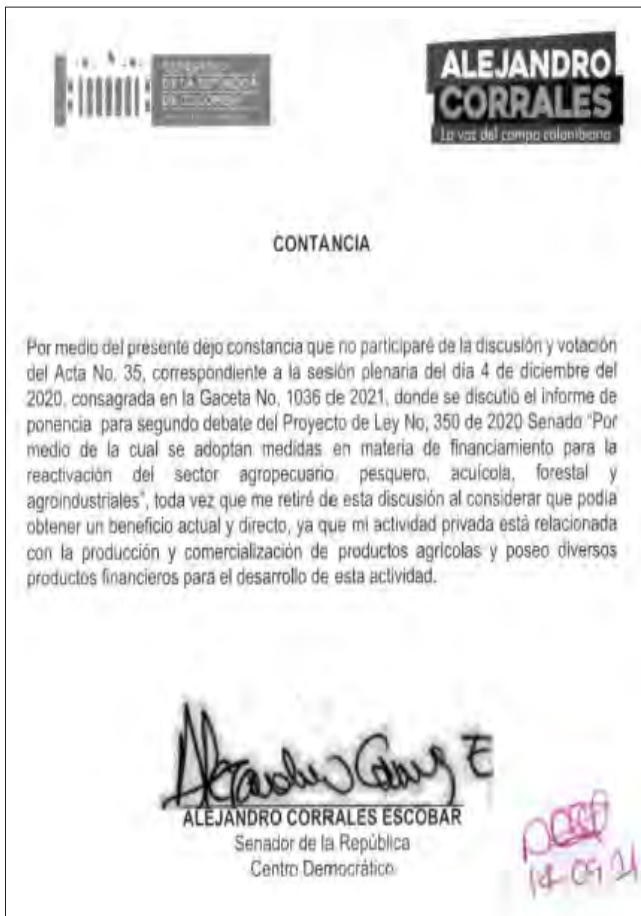 DE LA REPÚBLICA
DE COLOMBIA
ALEJANDRO
CORRALES
La voz del campo colombiano
CONTANCIA
Por medio del presente dejo constancia que no participaré de la discusión y votación
del Acta No. 35, correspondiente a la sesión plenaria del día 4 de diciembre del
2020, consagrada en la Gaceta No. 1036 de 2021, donde se discutió el informe de
ponencia para segundo debate del Proyecto de Ley No, 350 de 2020 Senado "Por
medio de la cual se adoptan medidas en materia de financiamiento para la
reactivación del sector agropecuario, pesquero, acuícola, forestal y
agroindustriales", toda vez que me retiré de esta discusión al considerar que podía
obtener un beneficio actual y directo, ya que mi actividad privada está relacionada
con la producción y comercialización de productos agrícolas y poseo diversos
productos financieros para el desarrollo de esta actividad.
ALEJANDRO CORRALES ESCOBAR
Senador de la República
Centro Democrático